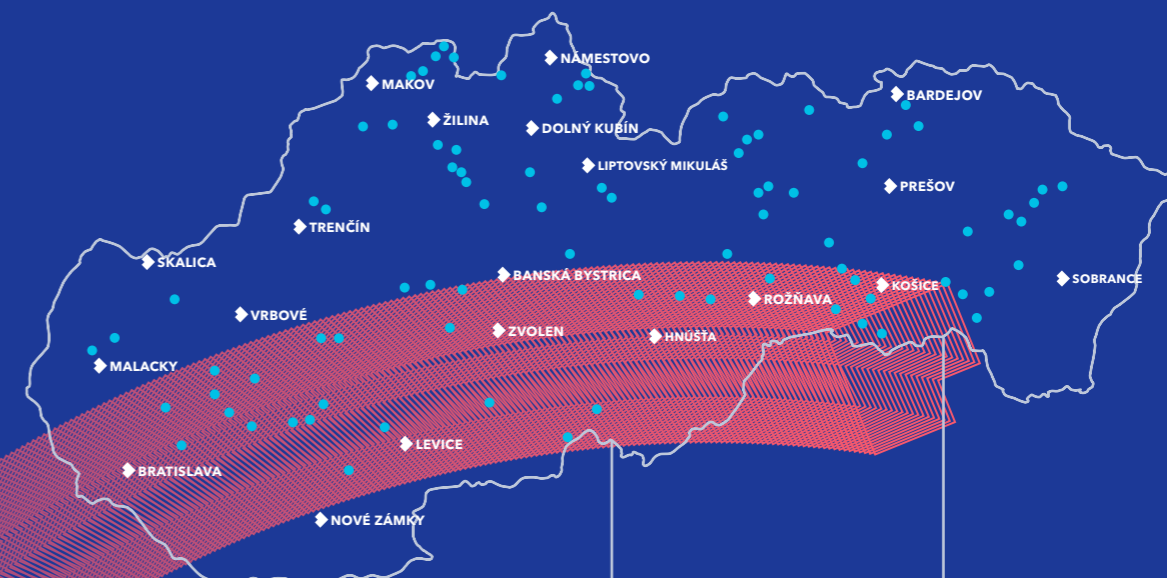 NÁMESTOVO
MAKOV
BARDEJOV
ŽILINA
DOLNÝ KUBÍN
LIPTOVSKÝ MIKULÁŠ
PREŠOV
TRENČÍN
SKALICA
BANSKÁ BYSTRICA
SOBRANCE
KOŠICE
ROŽŇAVA
VRBOVÉ
ZVOLEN
HNÚŠŤA
MALACKY
LEVICE
BRATISLAVA
NOVÉ ZÁMKY